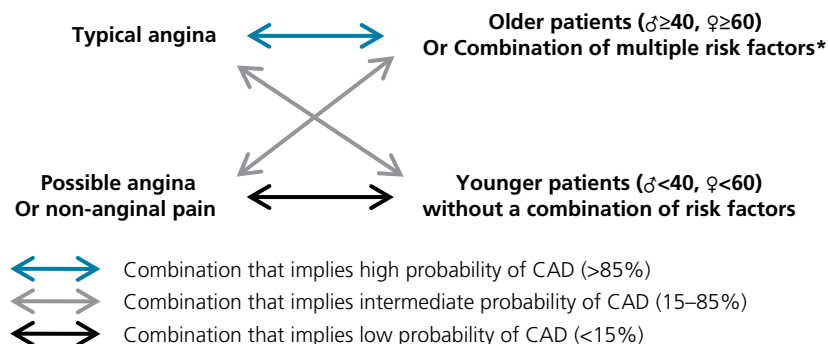 Typical angina
Older patients (♂≥40, ♀≥60)
Or Combination of multiple risk factors*
Possible angina
Or non-anginal pain
Younger patients (♂<40, ♀<60)
without a combination of risk factors
Combination that implies high probability of CAD (>85%)
Combination that implies intermediate probability of CAD (15–85%)
Combination that implies low probability of CAD (<15%)